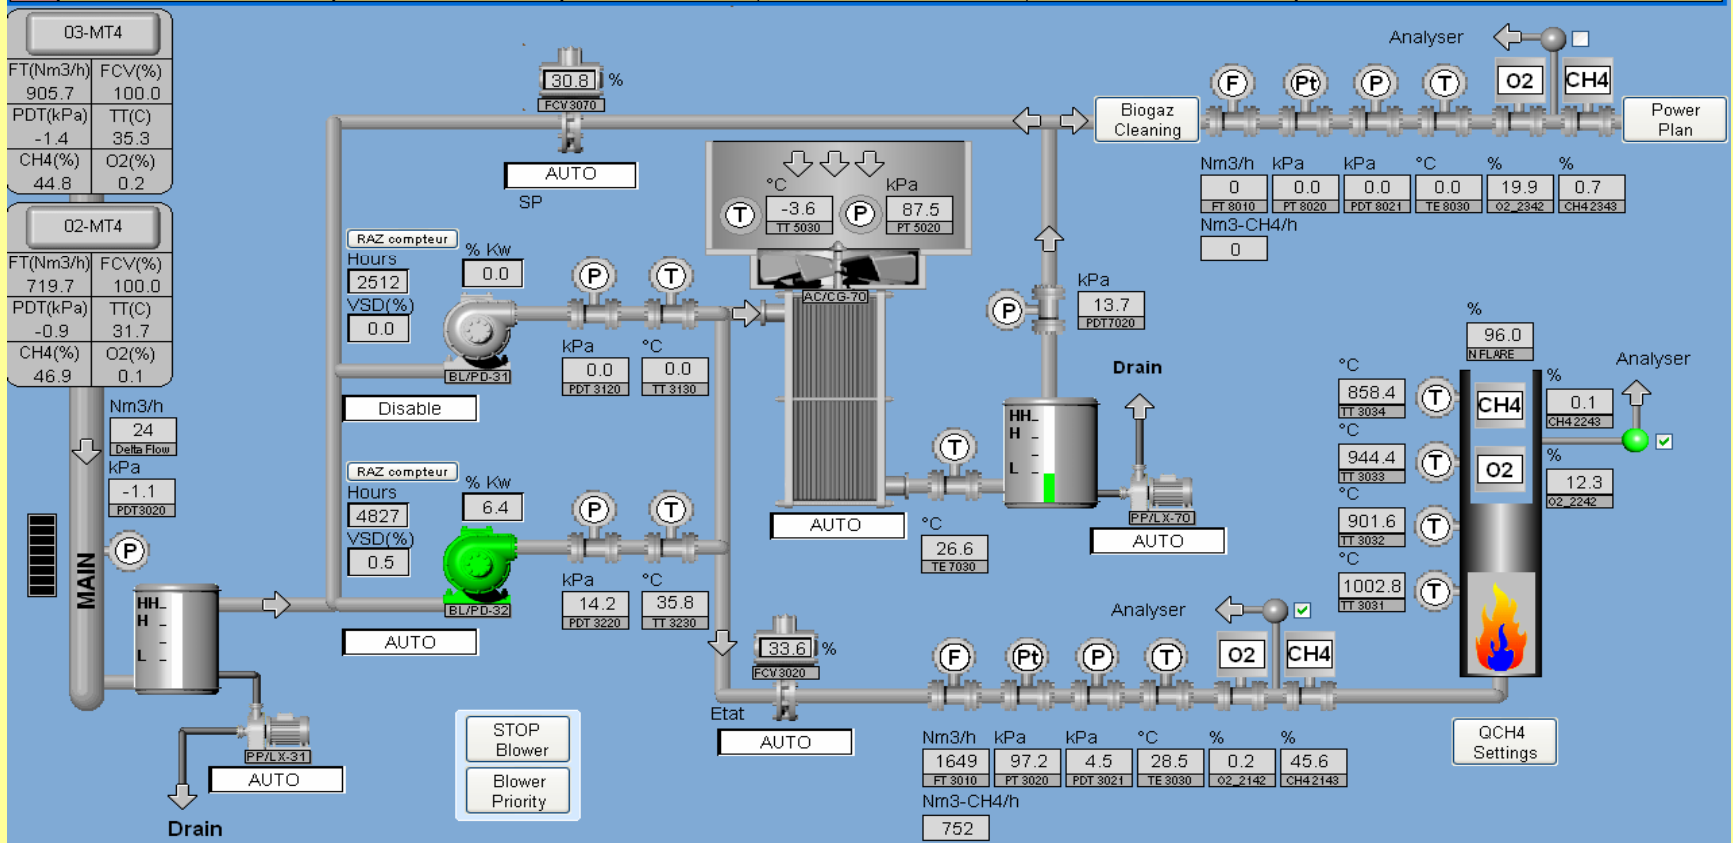 03-MT4
FT(Nm3/h) FCV(%)
905.7 100.0
PDT(kPa) TT(C)
-1.4 35.3
CH4(%) O2(%)
44.8 0.2
02-MT4
FT(Nm3/h) FCV(%)
719.7 100.0
PDT(kPa) TT(C)
-0.9 31.7
CH4(%) O2(%)
46.9 0.1
Nm3/h
24
Delta Flow
kPa
-1.1
PDT3020
P
MAIN
HH
H
L
PP/LX-31
AUTO
Drain
30.8 %
FCV3070
AUTO
SP
RAZ compteur
Hours
2512
VSD(%)
0.0
% Kw
0.0
BL/PD-31
Disable
P T
kPa °C
0.0 0.0
PDT 3120 TT 3130
RAZ compteur
Hours
4827
VSD(%)
0.5
% Kw
6.4
BL/PD-32
AUTO
P T
kPa °C
14.2 35.8
PDT 3220 TT 3230
STOP
Blower
Blower
Priority
°C kPa
T -3.6 P 87.5
TT 5030 PT 5020
AC/CG-70
AUTO
T
°C
26.6
TE 7030
P
kPa
13.7
PDT7020
HH
H
L
Drain
PP/LX-70
AUTO
33.6 %
FCV3020
Etat
AUTO
Analyser
F Pt P T O2 CH4
Nm3/h kPa kPa °C % %
1649 97.2 4.5 28.5 0.2 45.6
FT 3010 PT 3020 PDT 3021 TE 3030 O2_2142 CH4 2143
Nm3-CH4/h
752
Analyser
Biogaz
Cleaning
F Pt P T O2 CH4
Power
Plan
Nm3/h kPa kPa °C % %
0 0.0 0.0 0.0 19.9 0.7
FT 8010 PT 8020 PDT 8021 TE 8030 O2_2342 CH4 2343
Nm3-CH4/h
0
%
96.0
N FLARE
Analyser
°C
858.4 T
TT 3034
°C
944.4 T
TT 3033
°C
901.6 T
TT 3032
°C
1002.8 T
TT 3031
CH4
O2
%
0.1
CH4 2243
%
12.3
O2_2242
QCH4
Settings